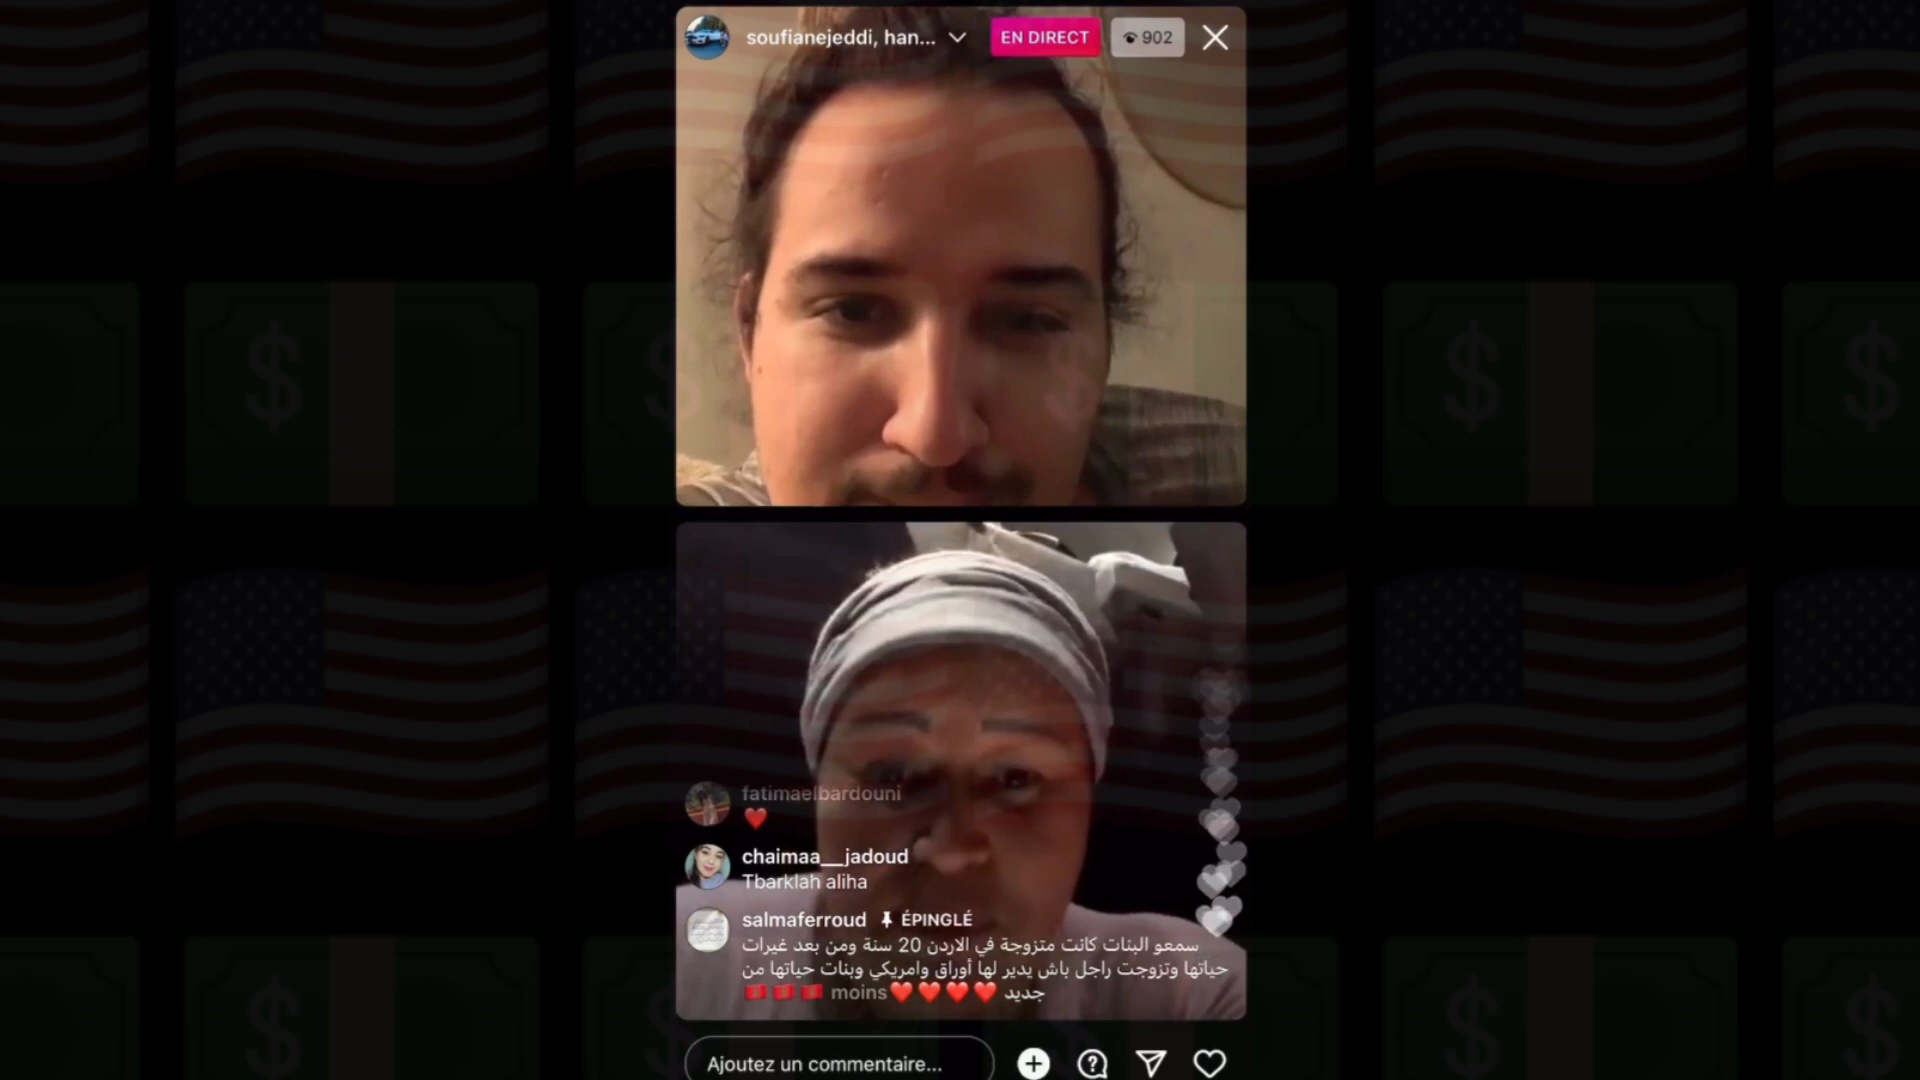 soufianejeddi, han...
EN DIRECT
902
fatimaelbardouni
❤️
chaimaa__jadoud
Tbarklah aliha
salmaferroud ÉPINGLÉ
سمعو البنات كانت متزوجة في الاردن 20 سنة ومن بعد غيرات
حياتها وتزوجت راجل باش يدير لها أوراق وامريكي وبنات حياتها من
جديد ❤️❤️❤️❤️ moins 🇲🇦🇲🇦🇲🇦
Ajoutez un commentaire...